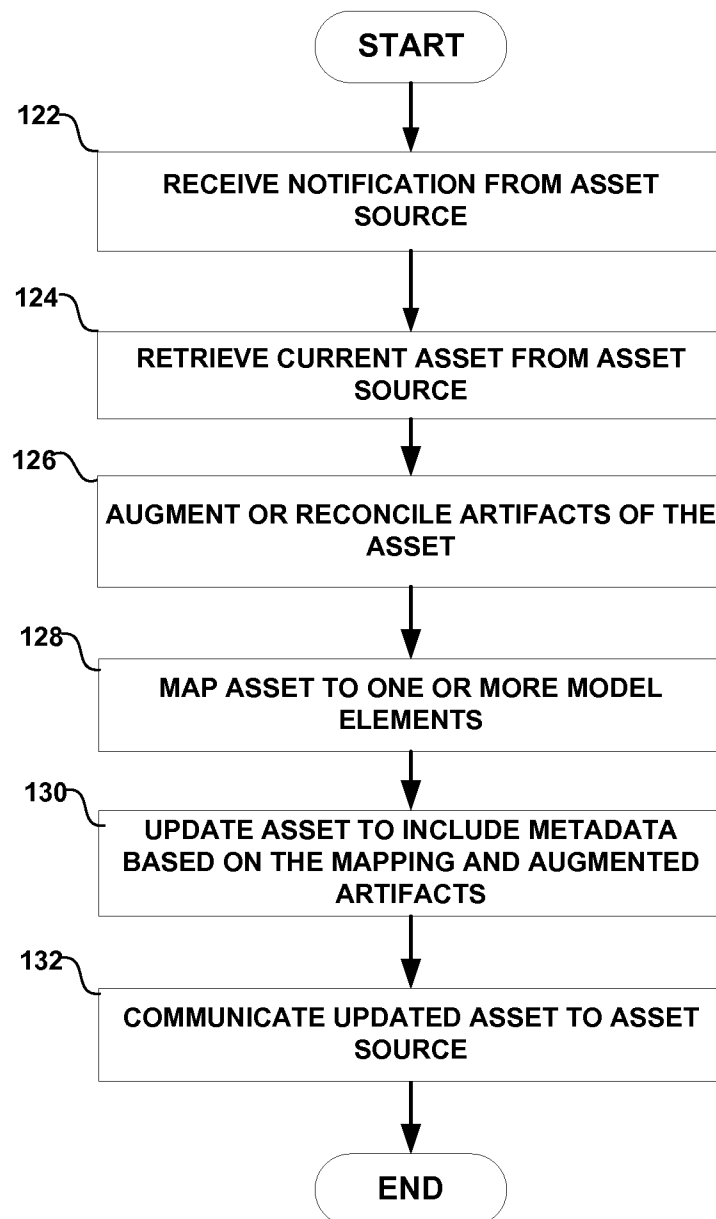 START
122
RECEIVE NOTIFICATION FROM ASSET
SOURCE
124
RETRIEVE CURRENT ASSET FROM ASSET
SOURCE
126
AUGMENT OR RECONCILE ARTIFACTS OF THE
ASSET
128
MAP ASSET TO ONE OR MORE MODEL
ELEMENTS
130
UPDATE ASSET TO INCLUDE METADATA
BASED ON THE MAPPING AND AUGMENTED
ARTIFACTS
132
COMMUNICATE UPDATED ASSET TO ASSET
SOURCE
END